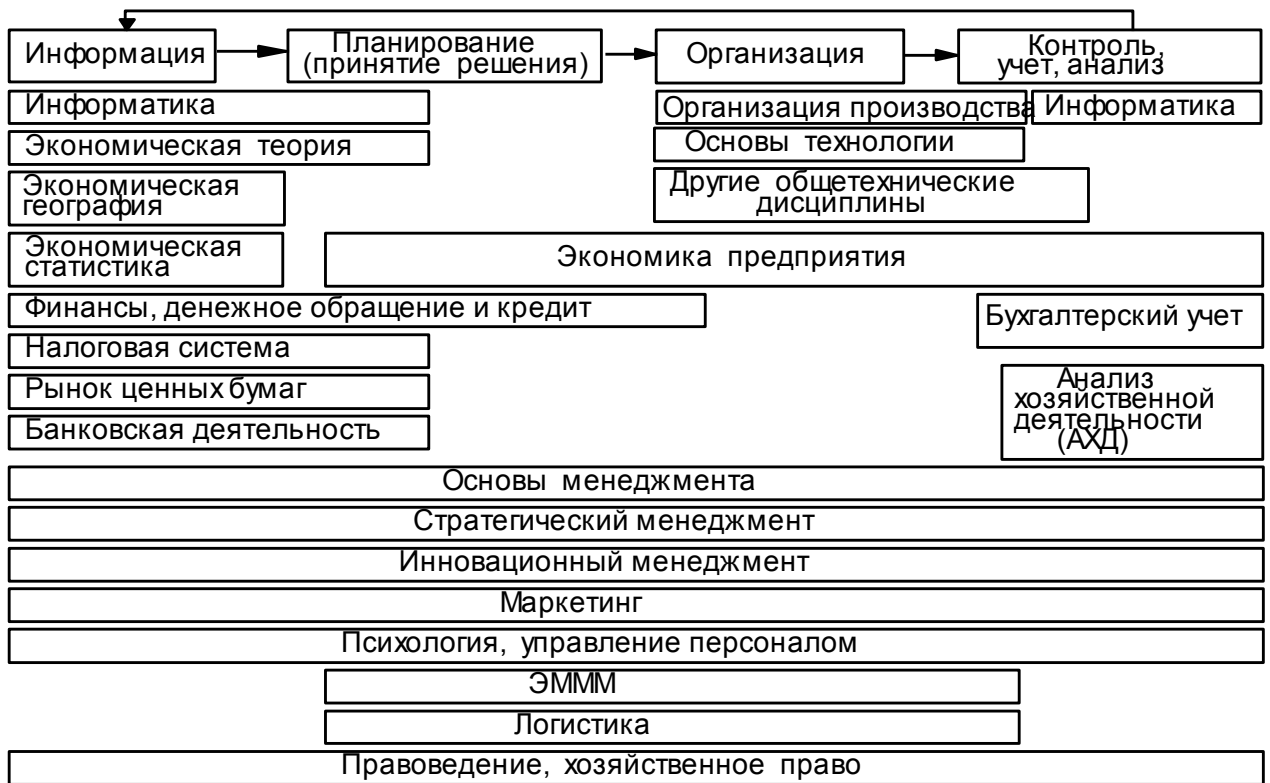 Информация
Планирование
(принятие решения)
Организация
Контроль,
учет, анализ
Информатика
Организация производства
Информатика
Экономическая теория
Основы технологии
Экономическая
география
Другие общетехнические
дисциплины
Экономическая
статистика
Экономика предприятия
Финансы, денежное обращение и кредит
Бухгалтерский учет
Налоговая система
Рынок ценных бумаг
Анализ
хозяйственной
деятельности
(АХД)
Банковская деятельность
Основы менеджмента
Стратегический менеджмент
Инновационный менеджмент
Маркетинг
Психология, управление персоналом
ЭМММ
Логистика
Правоведение, хозяйственное право